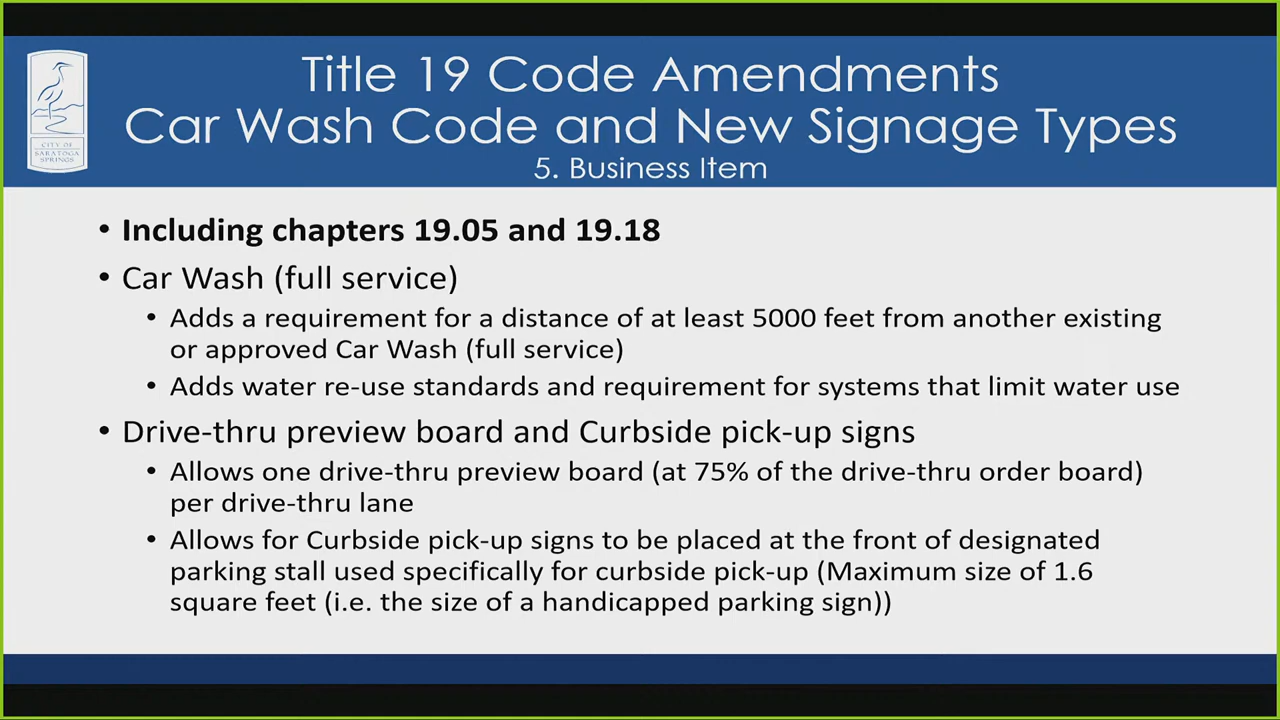 Title 19 Code Amendments
Car Wash Code and New Signage Types
5. Business Item
CITY OF
SARATOGA
SPRINGS
• Including chapters 19.05 and 19.18
• Car Wash (full service)
• Adds a requirement for a distance of at least 5000 feet from another existing
or approved Car Wash (full service)
• Adds water re-use standards and requirement for systems that limit water use
• Drive-thru preview board and Curbside pick-up signs
• Allows one drive-thru preview board (at 75% of the drive-thru order board)
per drive-thru lane
• Allows for Curbside pick-up signs to be placed at the front of designated
parking stall used specifically for curbside pick-up (Maximum size of 1.6
square feet (i.e. the size of a handicapped parking sign))